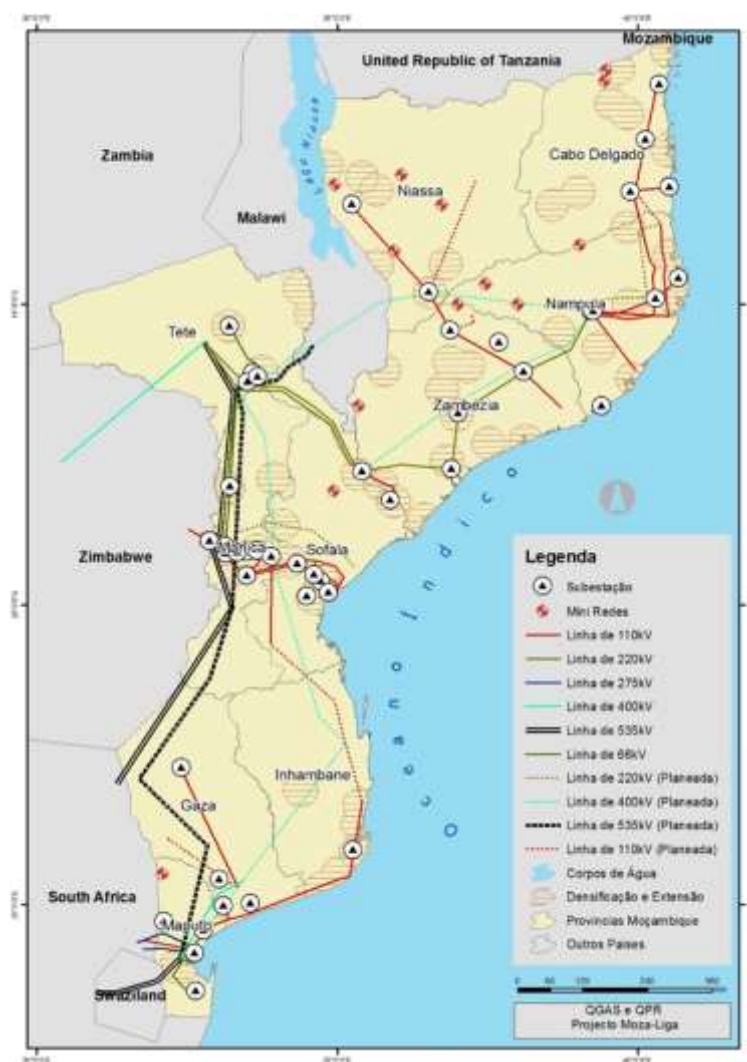 Mozambique
United Republic of Tanzania
Zambia
Cabo Delgado
Niassa
Malawi
Nampula
Tete
Zambezia
Zimbabwe
Manica
Sofala
Oceano Índico
Inhambane
Gaza
South Africa
Maputo
Swaziland
Legenda
Subestação
Mini Redes
Linha de 110kV
Linha de 220kV
Linha de 275kV
Linha de 400kV
Linha de 535kV
Linha de 66kV
Linha de 220kV (Planeada)
Linha de 400kV (Planeada)
Linha de 535kV (Planeada)
Linha de 110kV (Planeada)
Corpos de Água
Densificação e Extensão
Provincias Moçambique
Outros Paises
QGAS e QPR
Projecto Moza-Liga